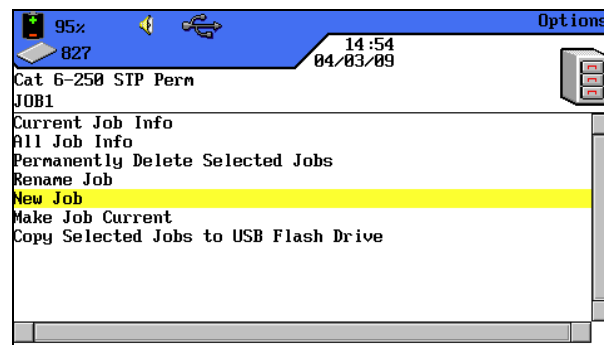 95% Options
827 14:54
04/03/09
Cat 6-250 STP Perm
JOB1
Current Job Info
All Job Info
Permanently Delete Selected Jobs
Rename Job
New Job
Make Job Current
Copy Selected Jobs to USB Flash Drive